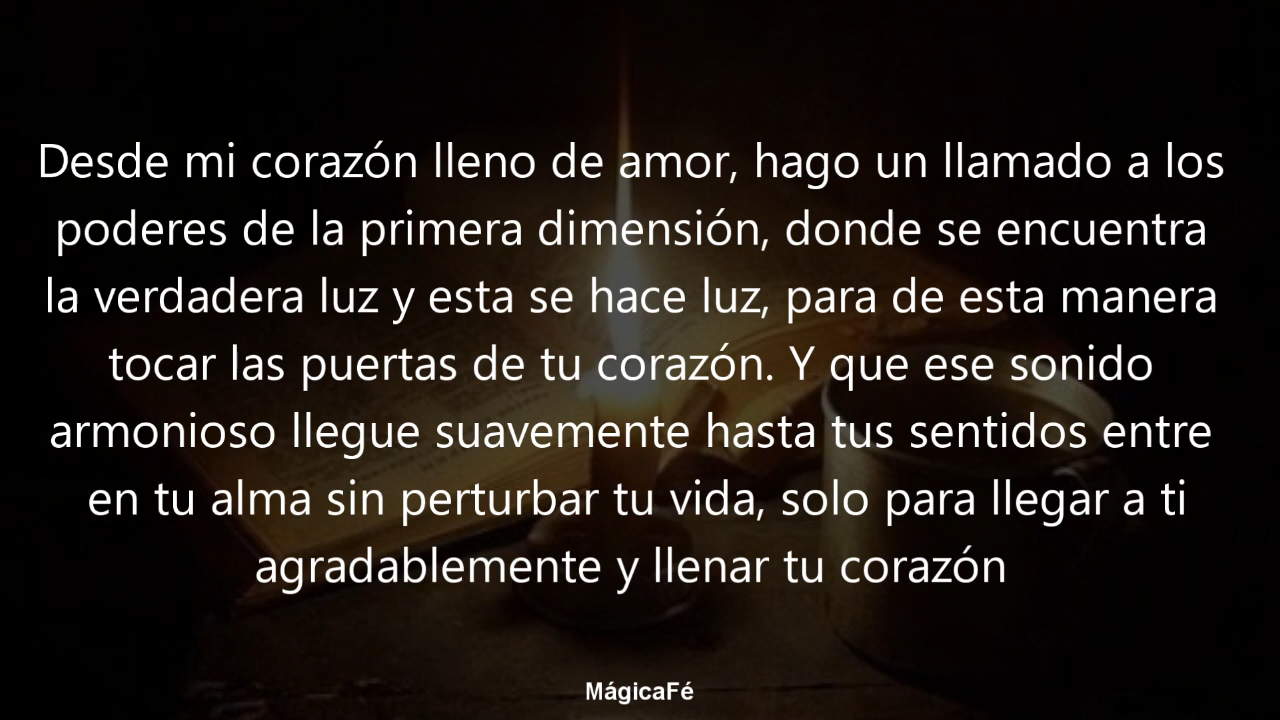 Desde mi corazón lleno de amor, hago un llamado a los
poderes de la primera dimensión, donde se encuentra
la verdadera luz y esta se hace luz, para de esta manera
tocar las puertas de tu corazón. Y que ese sonido
armonioso llegue suavemente hasta tus sentidos entre
en tu alma sin perturbar tu vida, solo para llegar a ti
agradablemente y llenar tu corazón
MágicaFé